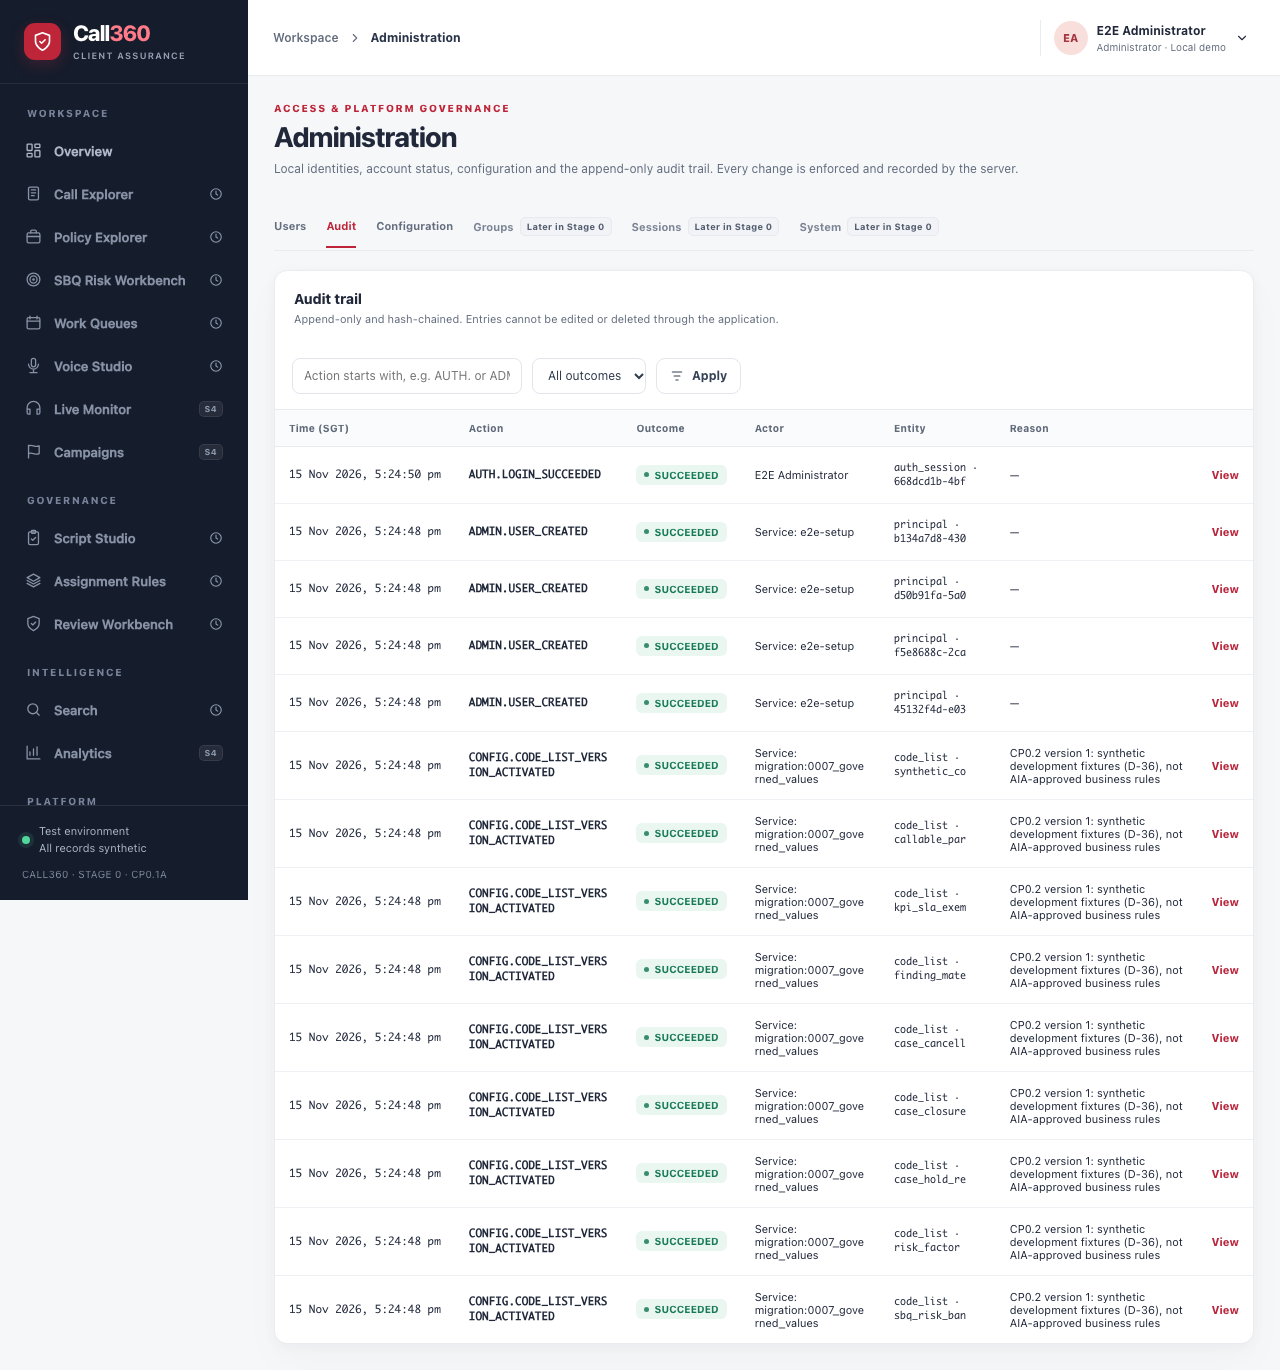 Call360
CLIENT ASSURANCE
WORKSPACE
Overview
Call Explorer
Policy Explorer
SBQ Risk Workbench
Work Queues
Voice Studio
Live Monitor S4
Campaigns S4
GOVERNANCE
Script Studio
Assignment Rules
Review Workbench
INTELLIGENCE
Search
Analytics S4
PLATFORM
Test environment
All records synthetic
CALL360 · STAGE 0 · CP0.1A
Workspace > Administration
EA
E2E Administrator
Administrator · Local demo
ACCESS & PLATFORM GOVERNANCE
Administration
Local identities, account status, configuration and the append-only audit trail. Every change is enforced and recorded by the server.
Users Audit Configuration Groups Later in Stage 0 Sessions Later in Stage 0 System Later in Stage 0
Audit trail
Append-only and hash-chained. Entries cannot be edited or deleted through the application.
Action starts with, e.g. AUTH. or ADM All outcomes Apply
Time (SGT) Action Outcome Actor Entity Reason
15 Nov 2026, 5:24:50 pm AUTH.LOGIN_SUCCEEDED SUCCEEDED E2E Administrator auth_session ·
668dcd1b-4bf — View
15 Nov 2026, 5:24:48 pm ADMIN.USER_CREATED SUCCEEDED Service: e2e-setup principal ·
b134a7d8-430 — View
15 Nov 2026, 5:24:48 pm ADMIN.USER_CREATED SUCCEEDED Service: e2e-setup principal ·
d50b91fa-5a0 — View
15 Nov 2026, 5:24:48 pm ADMIN.USER_CREATED SUCCEEDED Service: e2e-setup principal ·
f5e8688c-2ca — View
15 Nov 2026, 5:24:48 pm ADMIN.USER_CREATED SUCCEEDED Service: e2e-setup principal ·
45132f4d-e03 — View
15 Nov 2026, 5:24:48 pm
CONFIG.CODE_LIST_VERS
ION_ACTIVATED
SUCCEEDED
Service:
migration:0007_gove
rned_values
code_list ·
synthetic_co
CP0.2 version 1: synthetic
development fixtures (D-36), not
AIA-approved business rules
View
15 Nov 2026, 5:24:48 pm
CONFIG.CODE_LIST_VERS
ION_ACTIVATED
SUCCEEDED
Service:
migration:0007_gove
rned_values
code_list ·
callable_par
CP0.2 version 1: synthetic
development fixtures (D-36), not
AIA-approved business rules
View
15 Nov 2026, 5:24:48 pm
CONFIG.CODE_LIST_VERS
ION_ACTIVATED
SUCCEEDED
Service:
migration:0007_gove
rned_values
code_list ·
kpi_sla_exem
CP0.2 version 1: synthetic
development fixtures (D-36), not
AIA-approved business rules
View
15 Nov 2026, 5:24:48 pm
CONFIG.CODE_LIST_VERS
ION_ACTIVATED
SUCCEEDED
Service:
migration:0007_gove
rned_values
code_list ·
finding_mate
CP0.2 version 1: synthetic
development fixtures (D-36), not
AIA-approved business rules
View
15 Nov 2026, 5:24:48 pm
CONFIG.CODE_LIST_VERS
ION_ACTIVATED
SUCCEEDED
Service:
migration:0007_gove
rned_values
code_list ·
case_cancell
CP0.2 version 1: synthetic
development fixtures (D-36), not
AIA-approved business rules
View
15 Nov 2026, 5:24:48 pm
CONFIG.CODE_LIST_VERS
ION_ACTIVATED
SUCCEEDED
Service:
migration:0007_gove
rned_values
code_list ·
case_closure
CP0.2 version 1: synthetic
development fixtures (D-36), not
AIA-approved business rules
View
15 Nov 2026, 5:24:48 pm
CONFIG.CODE_LIST_VERS
ION_ACTIVATED
SUCCEEDED
Service:
migration:0007_gove
rned_values
code_list ·
case_hold_re
CP0.2 version 1: synthetic
development fixtures (D-36), not
AIA-approved business rules
View
15 Nov 2026, 5:24:48 pm
CONFIG.CODE_LIST_VERS
ION_ACTIVATED
SUCCEEDED
Service:
migration:0007_gove
rned_values
code_list ·
risk_factor
CP0.2 version 1: synthetic
development fixtures (D-36), not
AIA-approved business rules
View
15 Nov 2026, 5:24:48 pm
CONFIG.CODE_LIST_VERS
ION_ACTIVATED
SUCCEEDED
Service:
migration:0007_gove
rned_values
code_list ·
sbq_risk_ban
CP0.2 version 1: synthetic
development fixtures (D-36), not
AIA-approved business rules
View